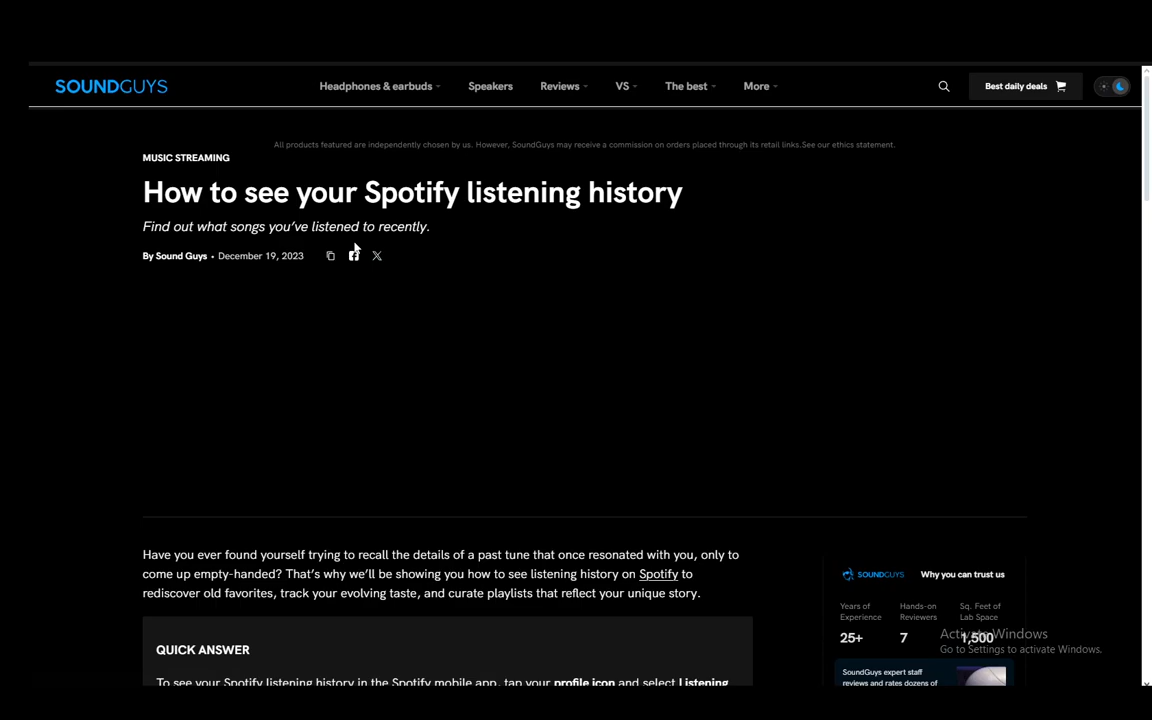 SOUNDGUYS
Headphones & earbuds
Speakers
Reviews
VS
The best
More
Best daily deals
All products featured are independently chosen by us. However, SoundGuys may receive a commission on orders placed through its retail links.See our ethics statement.
MUSIC STREAMING
How to see your Spotify listening history
Find out what songs you've listened to recently.
By Sound Guys • December 19, 2023
Have you ever found yourself trying to recall the details of a past tune that once resonated with you, only to
come up empty-handed? That's why we'll be showing you how to see listening history on Spotify to
rediscover old favorites, track your evolving taste, and curate playlists that reflect your unique story.
QUICK ANSWER
To see your Spotify listening history in the Spotify mobile app, tap your profile icon and select Listening
SOUNDGUYS
Why you can trust us
Years of
Experience
25+
Hands-on
Reviewers
7
Sq. Feet of
Lab Space
1,500
SoundGuys expert staff
reviews and rates dozens of
Activate Windows
Go to Settings to activate Windows.